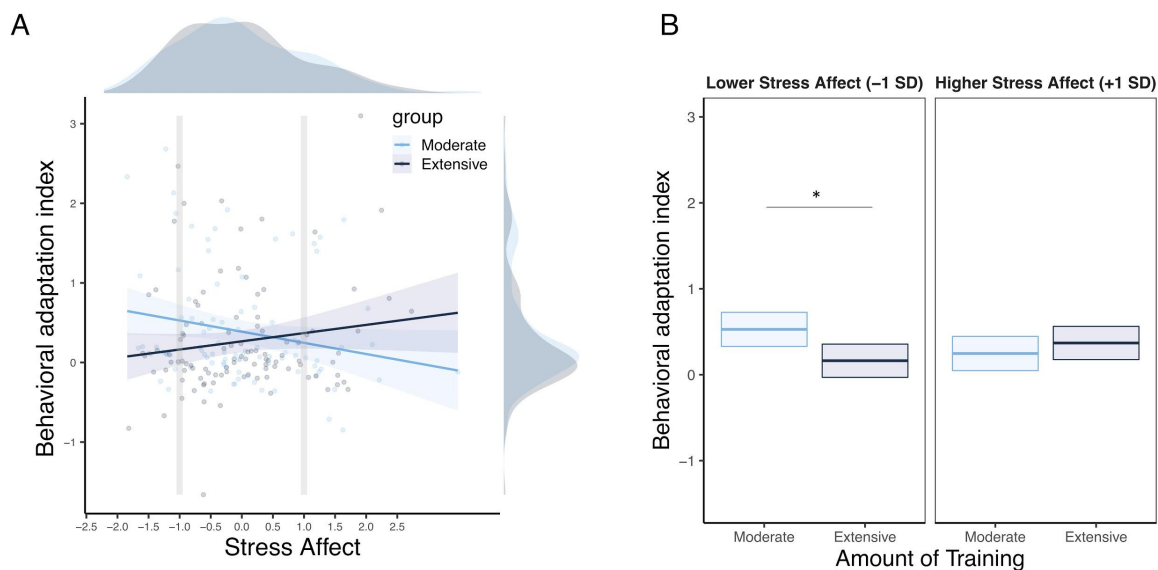 A
group
Moderate
Extensive
3
2
1
0
−1
Behavioral adaptation index
−2.5 −2.0 −1.5 −1.0 −0.5 0.0 0.5 1.0 1.5 2.0 2.5
Stress Affect
B
Lower Stress Affect (−1 SD) Higher Stress Affect (+1 SD)
*
3
2
1
0
−1
Behavioral adaptation index
Moderate Extensive Moderate Extensive
Amount of Training